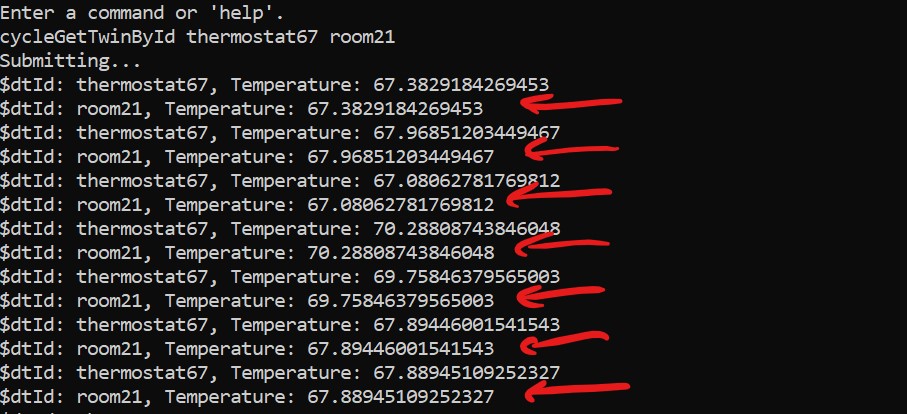 Enter a command or 'help'.
cycleGetTwinById thermostat67 room21
Submitting...
$dtId: thermostat67, Temperature: 67.3829184269453
$dtId: room21, Temperature: 67.3829184269453
$dtId: thermostat67, Temperature: 67.96851203449467
$dtId: room21, Temperature: 67.96851203449467
$dtId: thermostat67, Temperature: 67.08062781769812
$dtId: room21, Temperature: 67.08062781769812
$dtId: thermostat67, Temperature: 70.28808743846048
$dtId: room21, Temperature: 70.28808743846048
$dtId: thermostat67, Temperature: 69.75846379565003
$dtId: room21, Temperature: 69.75846379565003
$dtId: thermostat67, Temperature: 67.89446001541543
$dtId: room21, Temperature: 67.89446001541543
$dtId: thermostat67, Temperature: 67.88945109252327
$dtId: room21, Temperature: 67.88945109252327